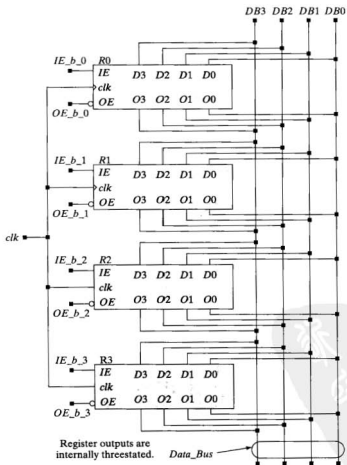 DB3 DB2 DB1 DB0
IE_b_0 R0
IE D3 D2 D1 D0
clk
OE O3 O2 O1 O0
OE_b_0
IE_b_1 R1
IE D3 D2 D1 D0
clk
OE O3 O2 O1 O0
OE_b_1
clk
IE_b_2 R2
IE D3 D2 D1 D0
clk
OE O3 O2 O1 O0
OE_b_2
IE_b_3 R3
IE D3 D2 D1 D0
clk
OE O3 O2 O1 O0
OE_b_3
Register outputs are
internally threestated. Data_Bus